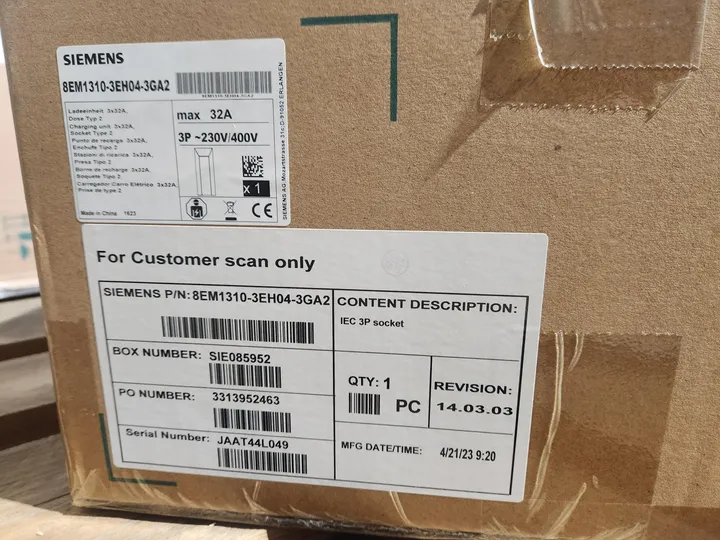 SIEMENS
8EM1310-3EH04-3GA2
8EM1310-3EH04-3GA2
Ladeeinheit 3x32A,
Dose Typ 2
Charging unit 3x32A,
Socket Type 2
Punto de recarga 3x32A,
Enchufe Tipo 2
Stazioni di ricarica 3x32A,
Presa Tipo 2
Borne de recharge 3x32A,
Soquete Tipo 2
Carregador Carro Elétrico 3x32A,
Prise de type 2
Made in China 1623
max 32A
3P ~230V/400V
x 1
CE
SIEMENS AG, Mozartstrasse 31c, D-91052 ERLANGEN
For Customer scan only
SIEMENS P/N: 8EM1310-3EH04-3GA2
BOX NUMBER: SIE085952
PO NUMBER: 3313952463
Serial Number: JAAT44L049
CONTENT DESCRIPTION:
IEC 3P socket
QTY: 1
PC
REVISION:
14.03.03
MFG DATE/TIME: 4/21/23 9:20